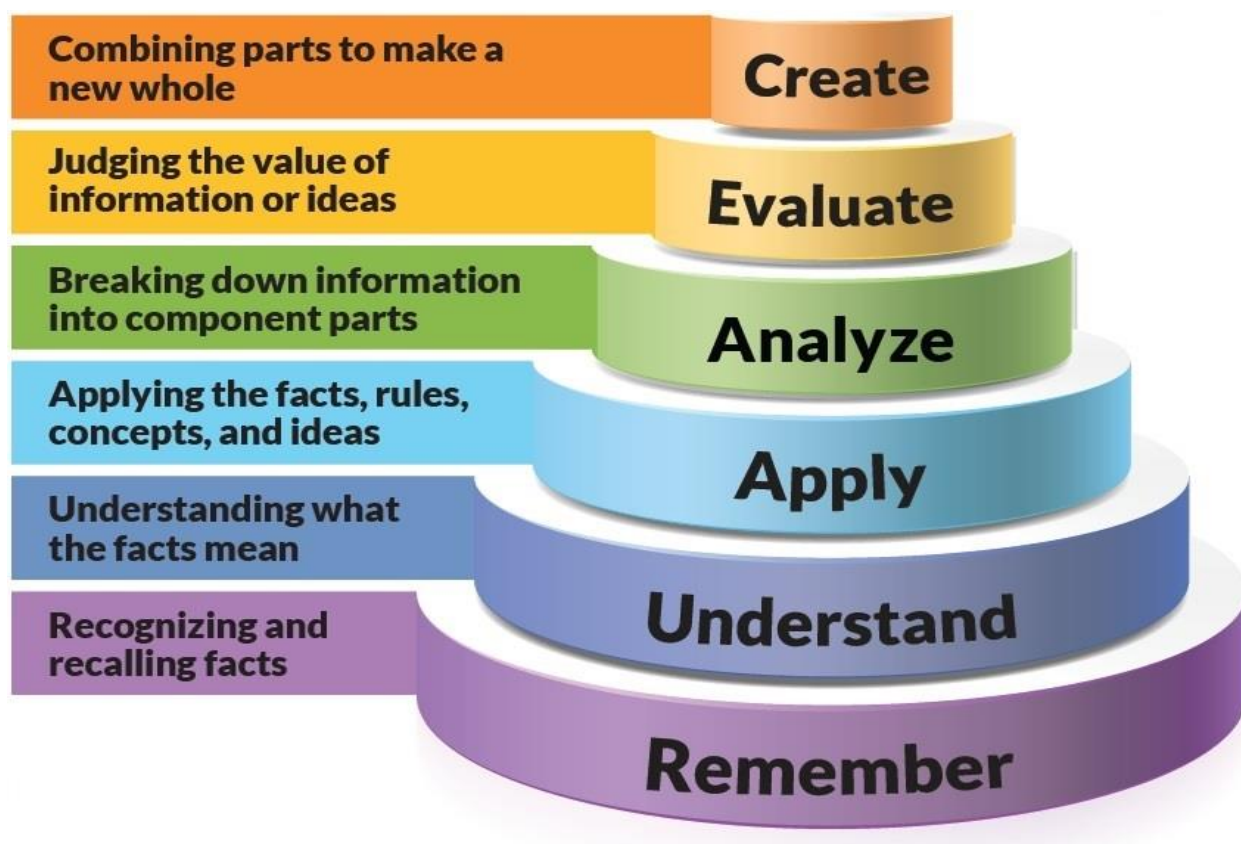 Combining parts to make a
new whole
Create
Judging the value of
information or ideas
Evaluate
Breaking down information
into component parts
Analyze
Applying the facts, rules,
concepts, and ideas
Apply
Understanding what
the facts mean
Understand
Recognizing and
recalling facts
Remember